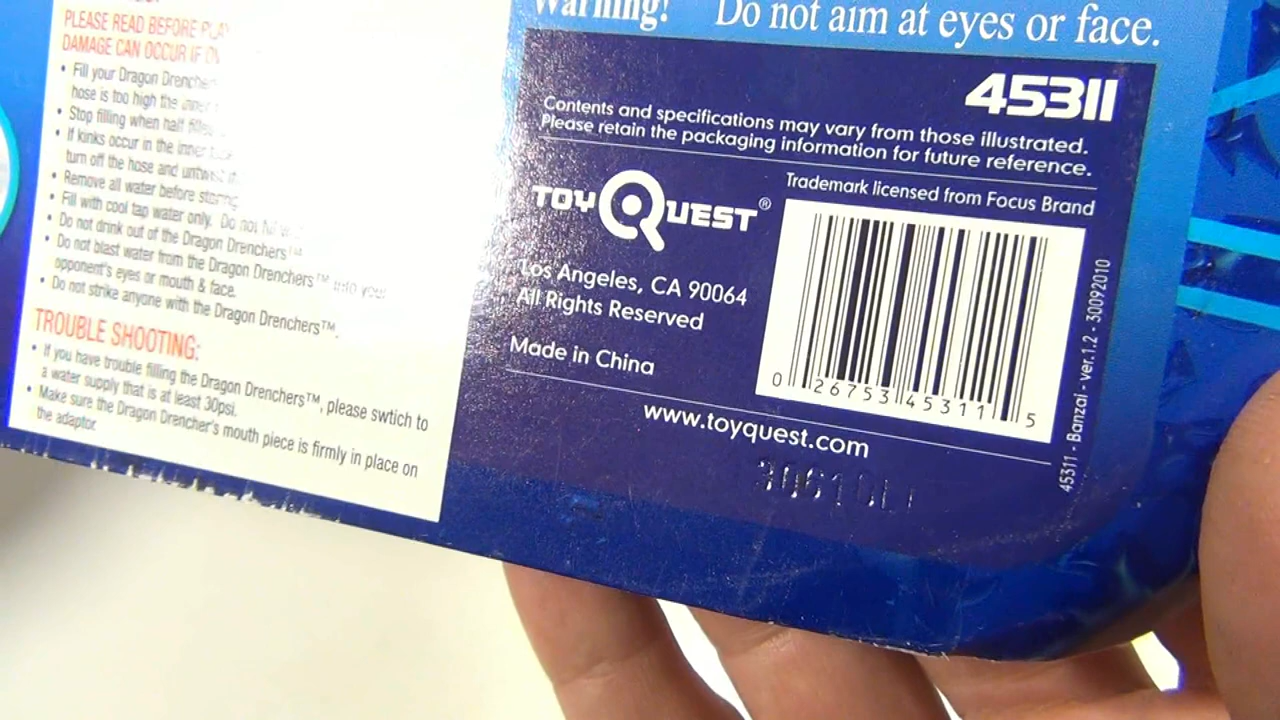 PLEASE READ BEFORE
DAMAGE CAN OCCUR IF
• Fill your Dragon Drencher
hose is too high the inner
• Stop filling when half filled
• If kinks occur in the inner
turn off the hose and untwist
• Remove all water before storing
• Fill with cool tap water only. Do not
• Do not drink out of the Dragon Drenchers™
• Do not blast water from the Dragon Drenchers™ into your
opponent's eyes or mouth & face.
• Do not strike anyone with the Dragon Drenchers™.
TROUBLE SHOOTING:
• If you have trouble filling the Dragon Drenchers™, please swtich to
a water supply that is at least 30psi.
• Make sure the Dragon Drencher's mouth piece is firmly in place on
the adaptor.
Warning! Do not aim at eyes or face.
45311
Contents and specifications may vary from those illustrated.
Please retain the packaging information for future reference.
TOYQUEST®
Los Angeles, CA 90064
All Rights Reserved
Made in China
Trademark licensed from Focus Brand
0 26753 45311 5
www.toyquest.com
45311 - Banzai - ver.1.2 - 30092010